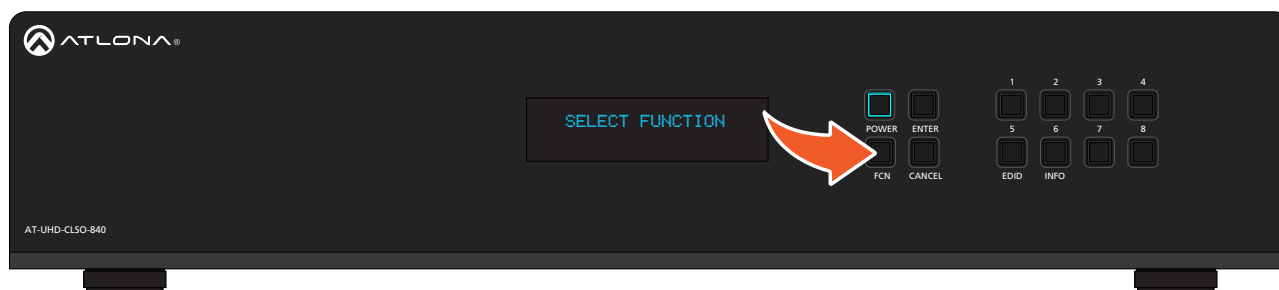 ATLONA®
SELECT FUNCTION
1 2 3 4
POWER ENTER 5 6 7 8
FCN CANCEL EDID INFO
AT-UHD-CLSO-840